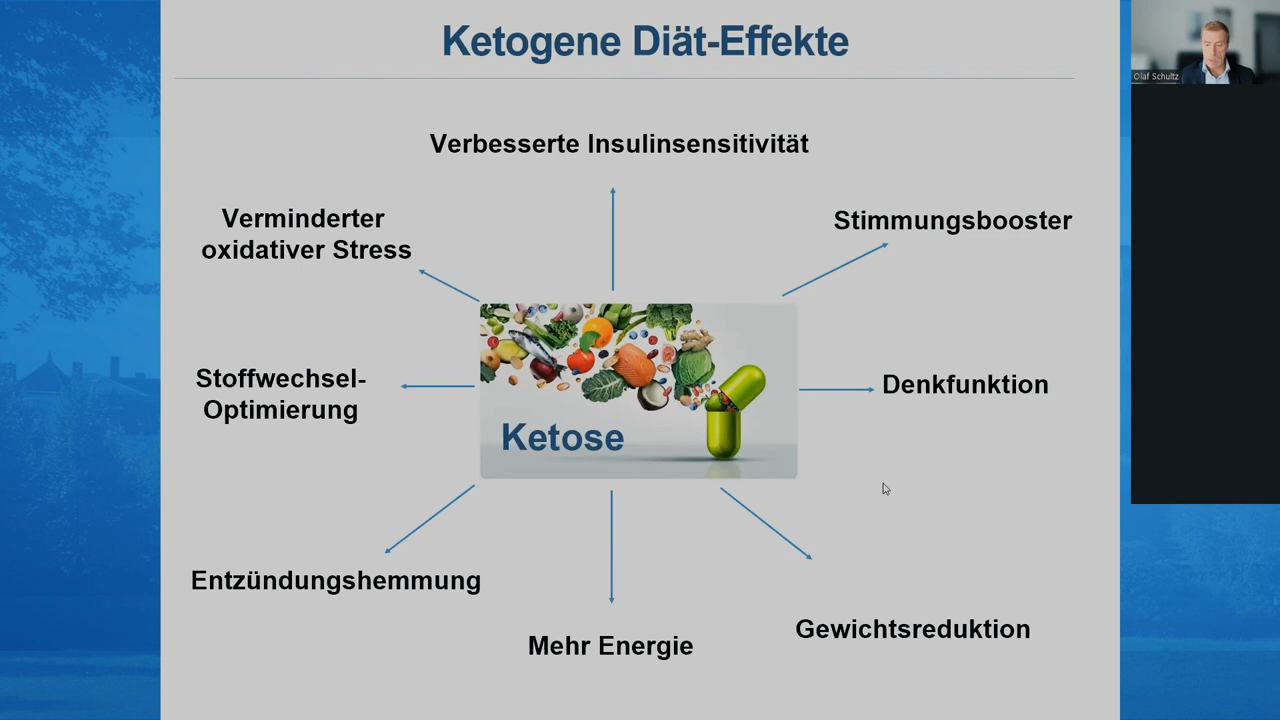 Ketogene Diät-Effekte
Olaf Schultz
Verbesserte Insulinsensitivität
Verminderter
oxidativer Stress
Stimmungsbooster
Stoffwechsel-
Optimierung
Denkfunktion
Ketose
Entzündungshemmung
Mehr Energie
Gewichtsreduktion